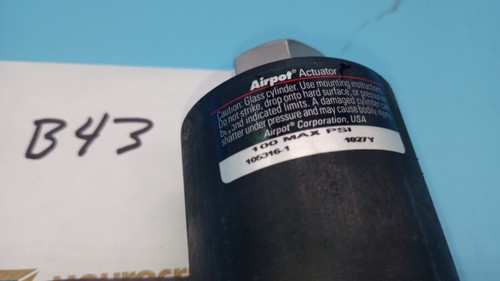 B43
Airpot® Actuator
Caution: Glass cylinder. Use mounting instructions.
Do not strike, drop onto hard surface, or pressurize
beyond indicated limits. A damaged cylinder can
shatter under pressure and may cause bodily injury.
Airpot® Corporation, USA
100 MAX PSI
105316-1 1027Y